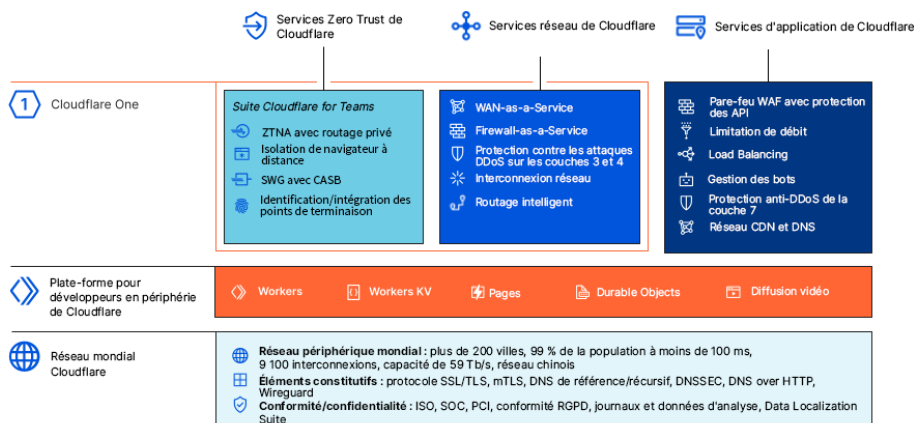 Services Zero Trust de
Cloudflare
Services réseau de Cloudflare
Services d'application de Cloudflare
1
Cloudflare One
Suite Cloudflare for Teams
ZTNA avec routage privé
Isolation de navigateur à
distance
SWG avec CASB
Identification/intégration des
points de terminaison
WAN-as-a-Service
Firewall-as-a-Service
Protection contre les attaques
DDoS sur les couches 3 et 4
Interconnexion réseau
Routage intelligent
Pare-feu WAF avec protection
des API
Limitation de débit
Load Balancing
Gestion des bots
Protection anti-DDoS de la
couche 7
Réseau CDN et DNS
Plate-forme pour
développeurs en périphérie
de Cloudflare
Workers
Workers KV
Pages
Durable Objects
Diffusion vidéo
Réseau mondial
Cloudflare
Réseau périphérique mondial : plus de 200 villes, 99 % de la population à moins de 100 ms,
9 100 interconnexions, capacité de 59 Tb/s, réseau chinois
Éléments constitutifs : protocole SSL/TLS, mTLS, DNS de référence/récursif, DNSSEC, DNS over HTTP,
Wireguard
Conformité/confidentialité : ISO, SOC, PCI, conformité RGPD, journaux et données d'analyse, Data Localization
Suite